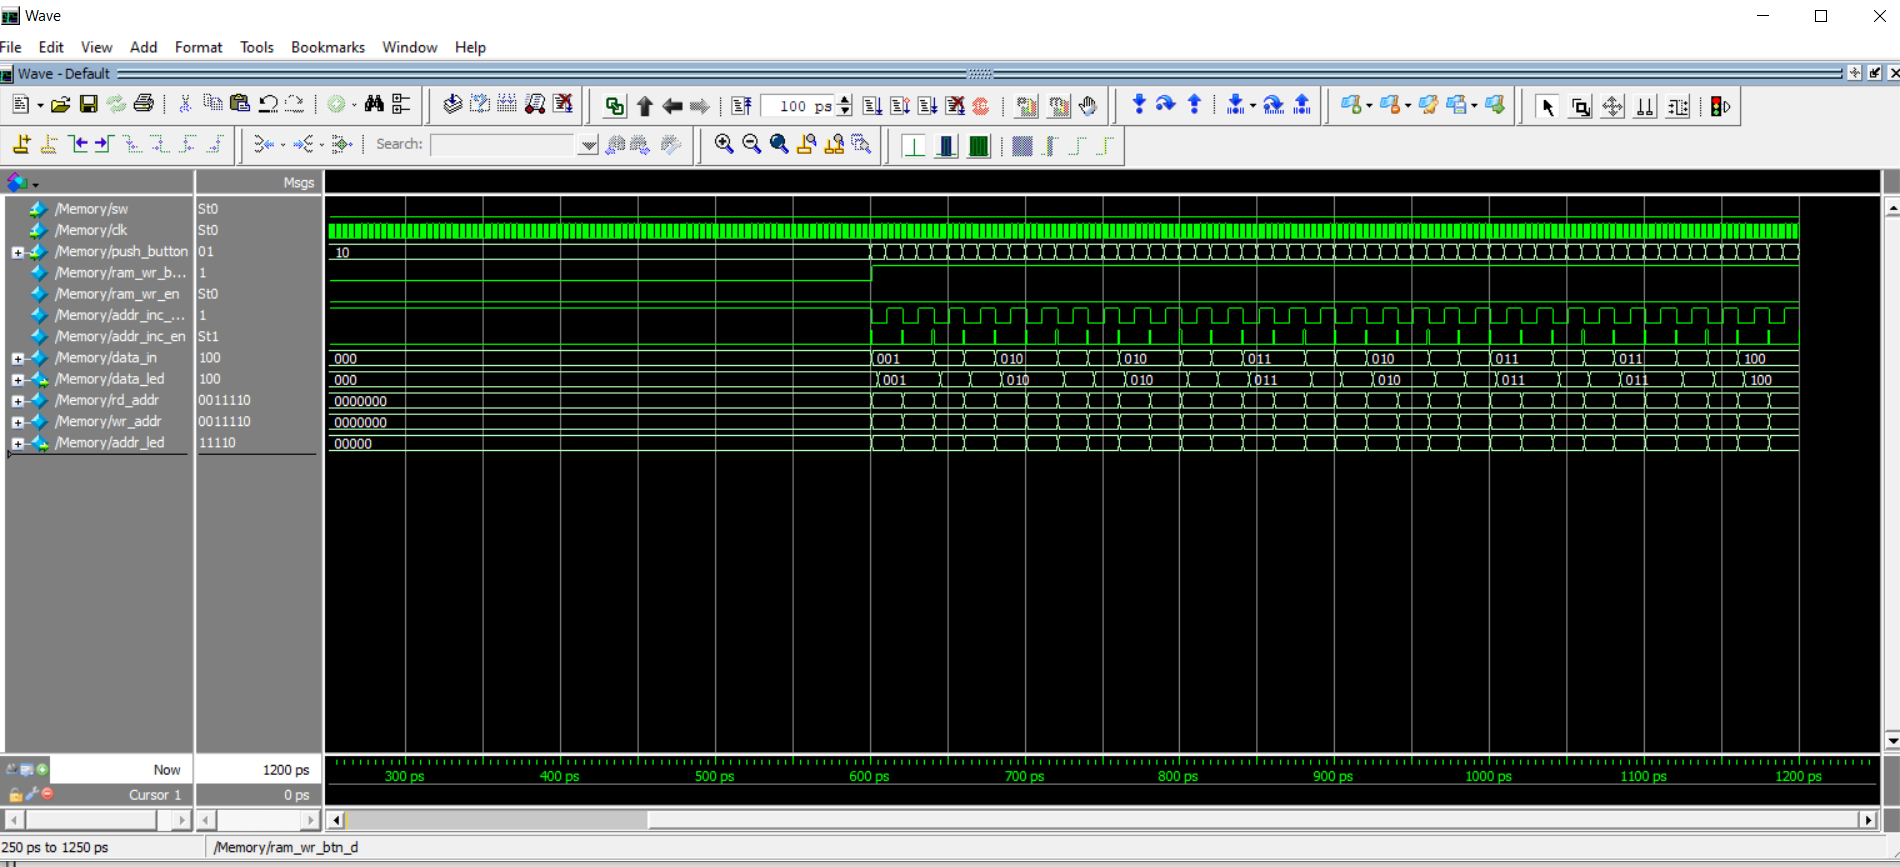 Wave
File Edit View Add Format Tools Bookmarks Window Help
Wave - Default
100 ps
Search:
Msgs
/Memory/sw St0
/Memory/clk St0
/Memory/push_button 01 10
/Memory/ram_wr_b... 1
/Memory/ram_wr_en St0
/Memory/addr_inc_... 1
/Memory/addr_inc_en St1
/Memory/data_in 100 000 001 010 010 011 010 011 011 100
/Memory/data_led 100 000 001 010 010 011 010 011 011 100
/Memory/rd_addr 0011110 0000000
/Memory/wr_addr 0011110 0000000
/Memory/addr_led 11110 00000
Now 1200 ps 300 ps 400 ps 500 ps 600 ps 700 ps 800 ps 900 ps 1000 ps 1100 ps 1200 ps
Cursor 1 0 ps
250 ps to 1250 ps /Memory/ram_wr_btn_d